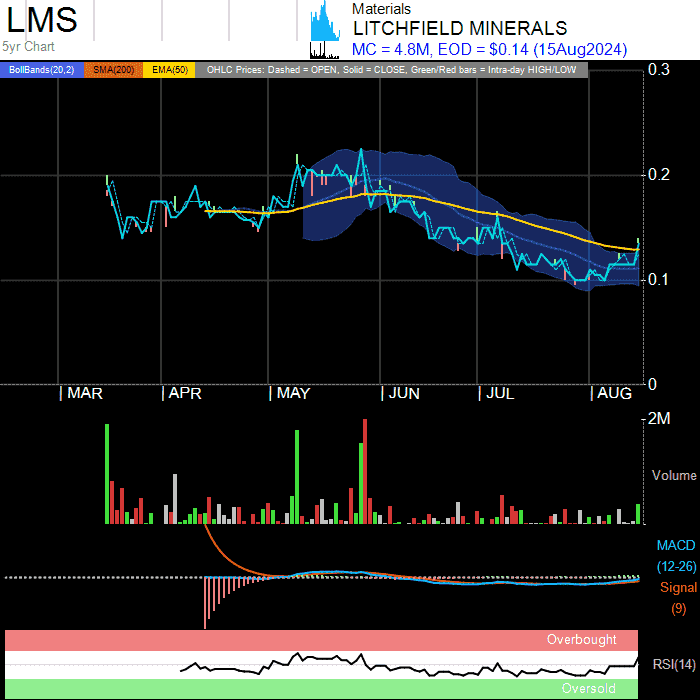 LMS
5yr Chart
Materials
LITCHFIELD MINERALS
MC = 4.8M, EOD = $0.14 (15Aug2024)
BollBands(20,2) SMA(200) EMA(50) OHLC Prices: Dashed = OPEN, Solid = CLOSE, Green/Red bars = Intra-day HIGH/LOW
0.3
0.2
0.1
0
MAR APR MAY JUN JUL AUG
2M
Volume
MACD
(12-26)
Signal
(9)
Overbought
RSI(14)
Oversold